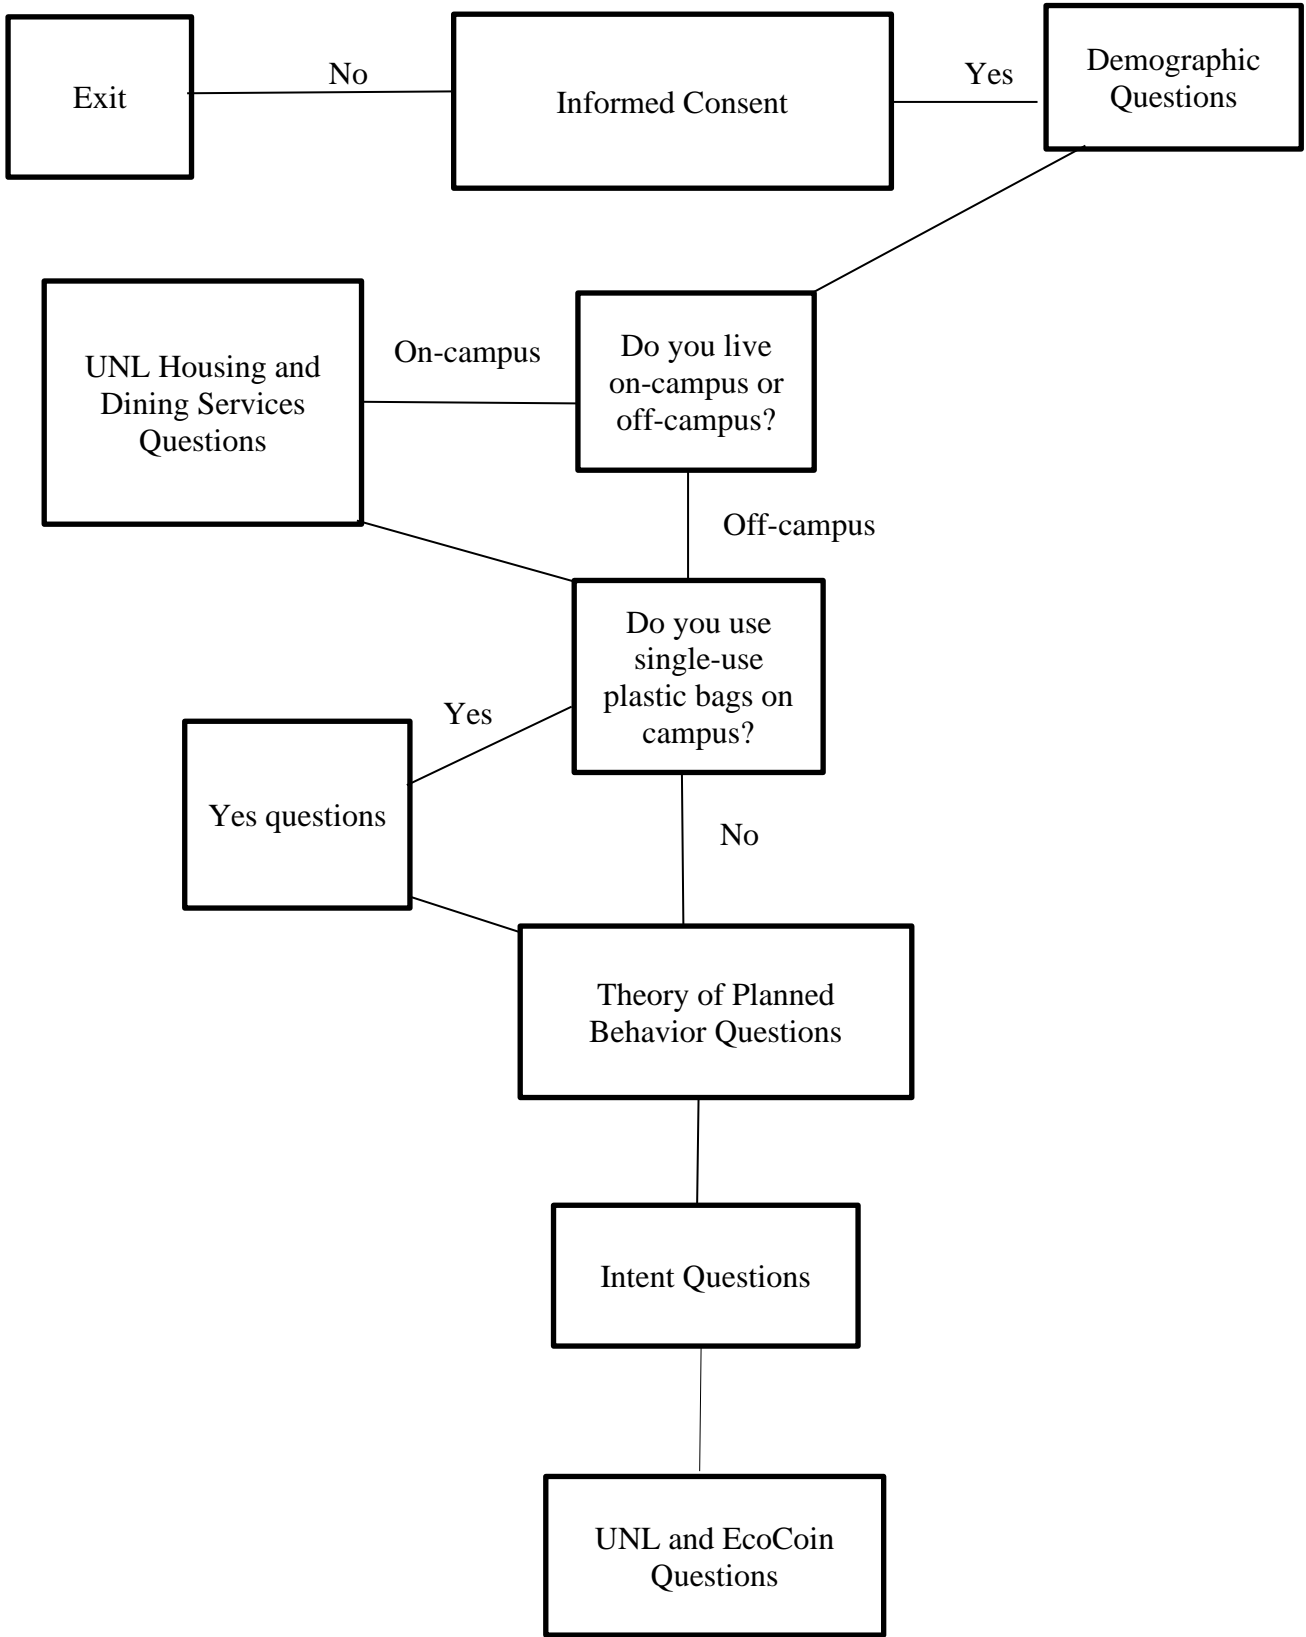 Exit
No
Informed Consent
Yes
Demographic
Questions
UNL Housing and
Dining Services
Questions
On-campus
Do you live
on-campus or
off-campus?
Off-campus
Do you use
single-use
plastic bags on
campus?
Yes
Yes questions
No
Theory of Planned
Behavior Questions
Intent Questions
UNL and EcoCoin
Questions